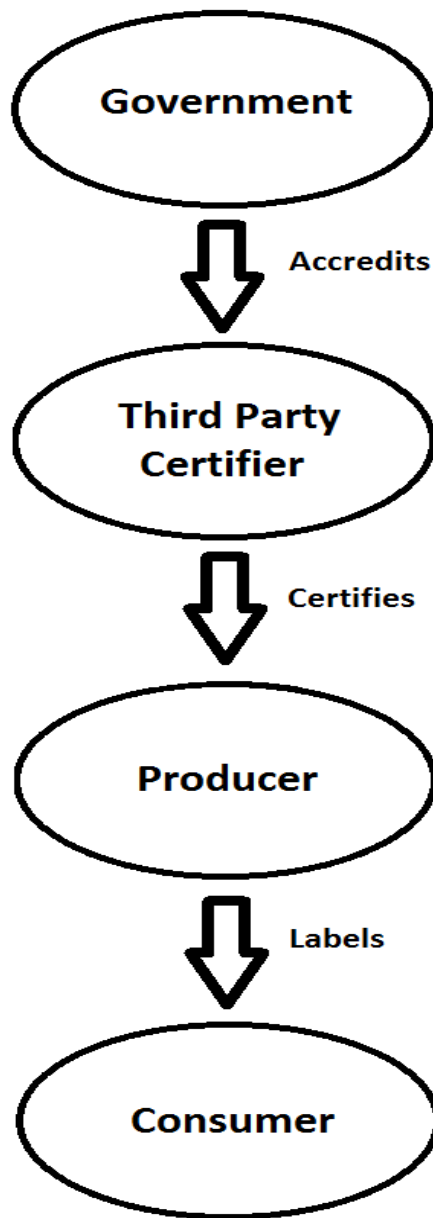 Government
Accredits
Third Party
Certifier
Certifies
Producer
Labels
Consumer